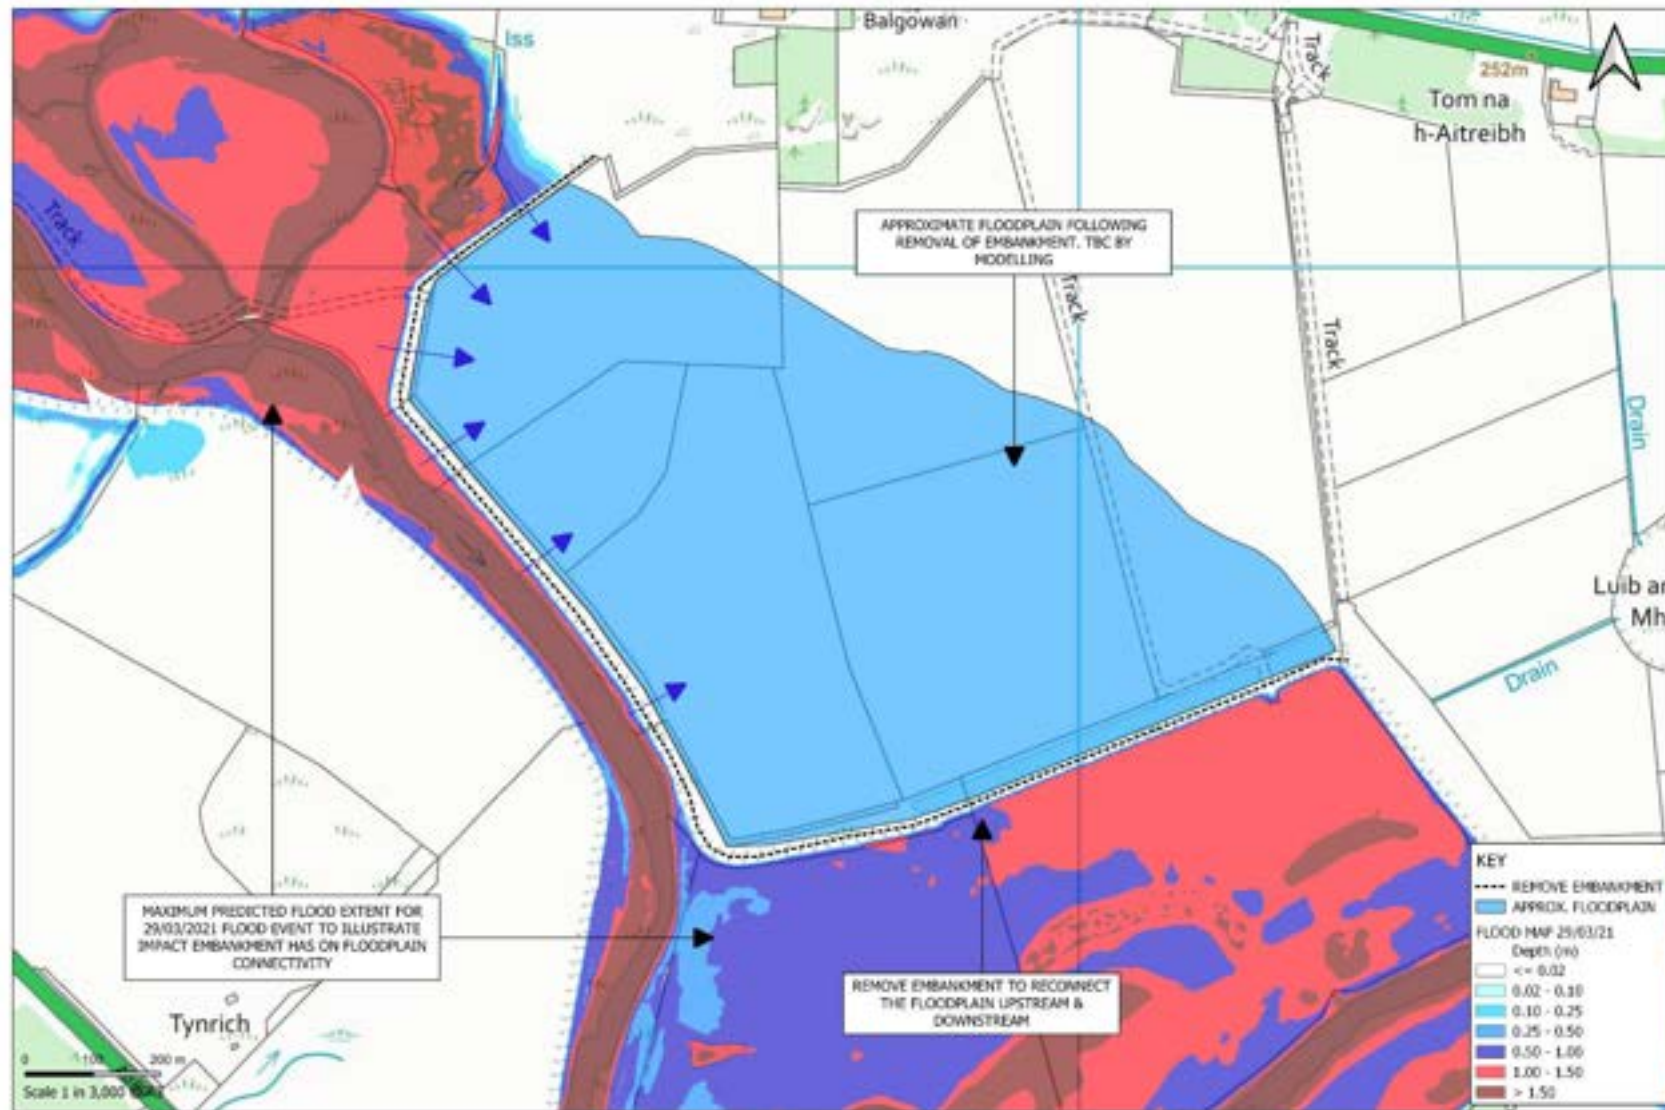 Balgowan
Iss
Track
252m
Tom na
h-Aitreibh
Track
APPROXIMATE FLOODPLAIN FOLLOWING
REMOVAL OF EMBANKMENT. TBC BY
MODELLING
Track
Track
Drain
Luib an
Mh
Drain
MAXIMUM PREDICTED FLOOD EXTENT FOR
29/03/2021 FLOOD EVENT TO ILLUSTRATE
IMPACT EMBANKMENT HAS ON FLOODPLAIN
CONNECTIVITY
REMOVE EMBANKMENT TO RECONNECT
THE FLOODPLAIN UPSTREAM &
DOWNSTREAM
Tynrich
0 100 200 m
Scale 1 in 3,000
KEY
REMOVE EMBANKMENT
APPROX. FLOODPLAIN
FLOOD MAP 29/03/21
Depth (m)
<= 0.02
0.02 - 0.10
0.10 - 0.25
0.25 - 0.50
0.50 - 1.00
1.00 - 1.50
> 1.50